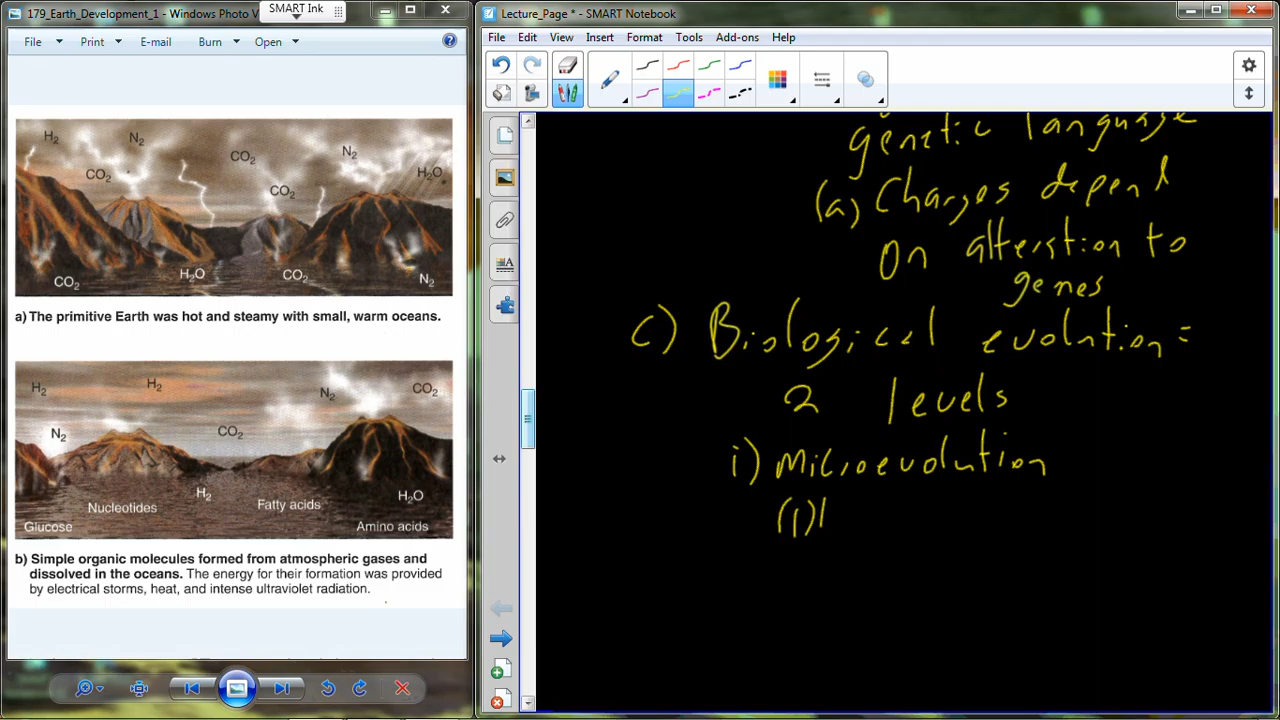 179_Earth_Development_1 - Windows Photo V
SMART Ink
File Print E-mail Burn Open
H₂ N₂ CO₂ N₂ H₂O
CO₂ CO₂
CO₂ H₂O CO₂ N₂
a) The primitive Earth was hot and steamy with small, warm oceans.
H₂ H₂ N₂ CO₂
N₂ CO₂
Nucleotides H₂ Fatty acids H₂O
Glucose Amino acids
b) Simple organic molecules formed from atmospheric gases and
dissolved in the oceans. The energy for their formation was provided
by electrical storms, heat, and intense ultraviolet radiation.
Lecture_Page * - SMART Notebook
File Edit View Insert Format Tools Add-ons Help
genetic language
(a) Charges depend
on alterstion to
genes
C) Biological evolution =
2 levels
i) Microevolution
(1)